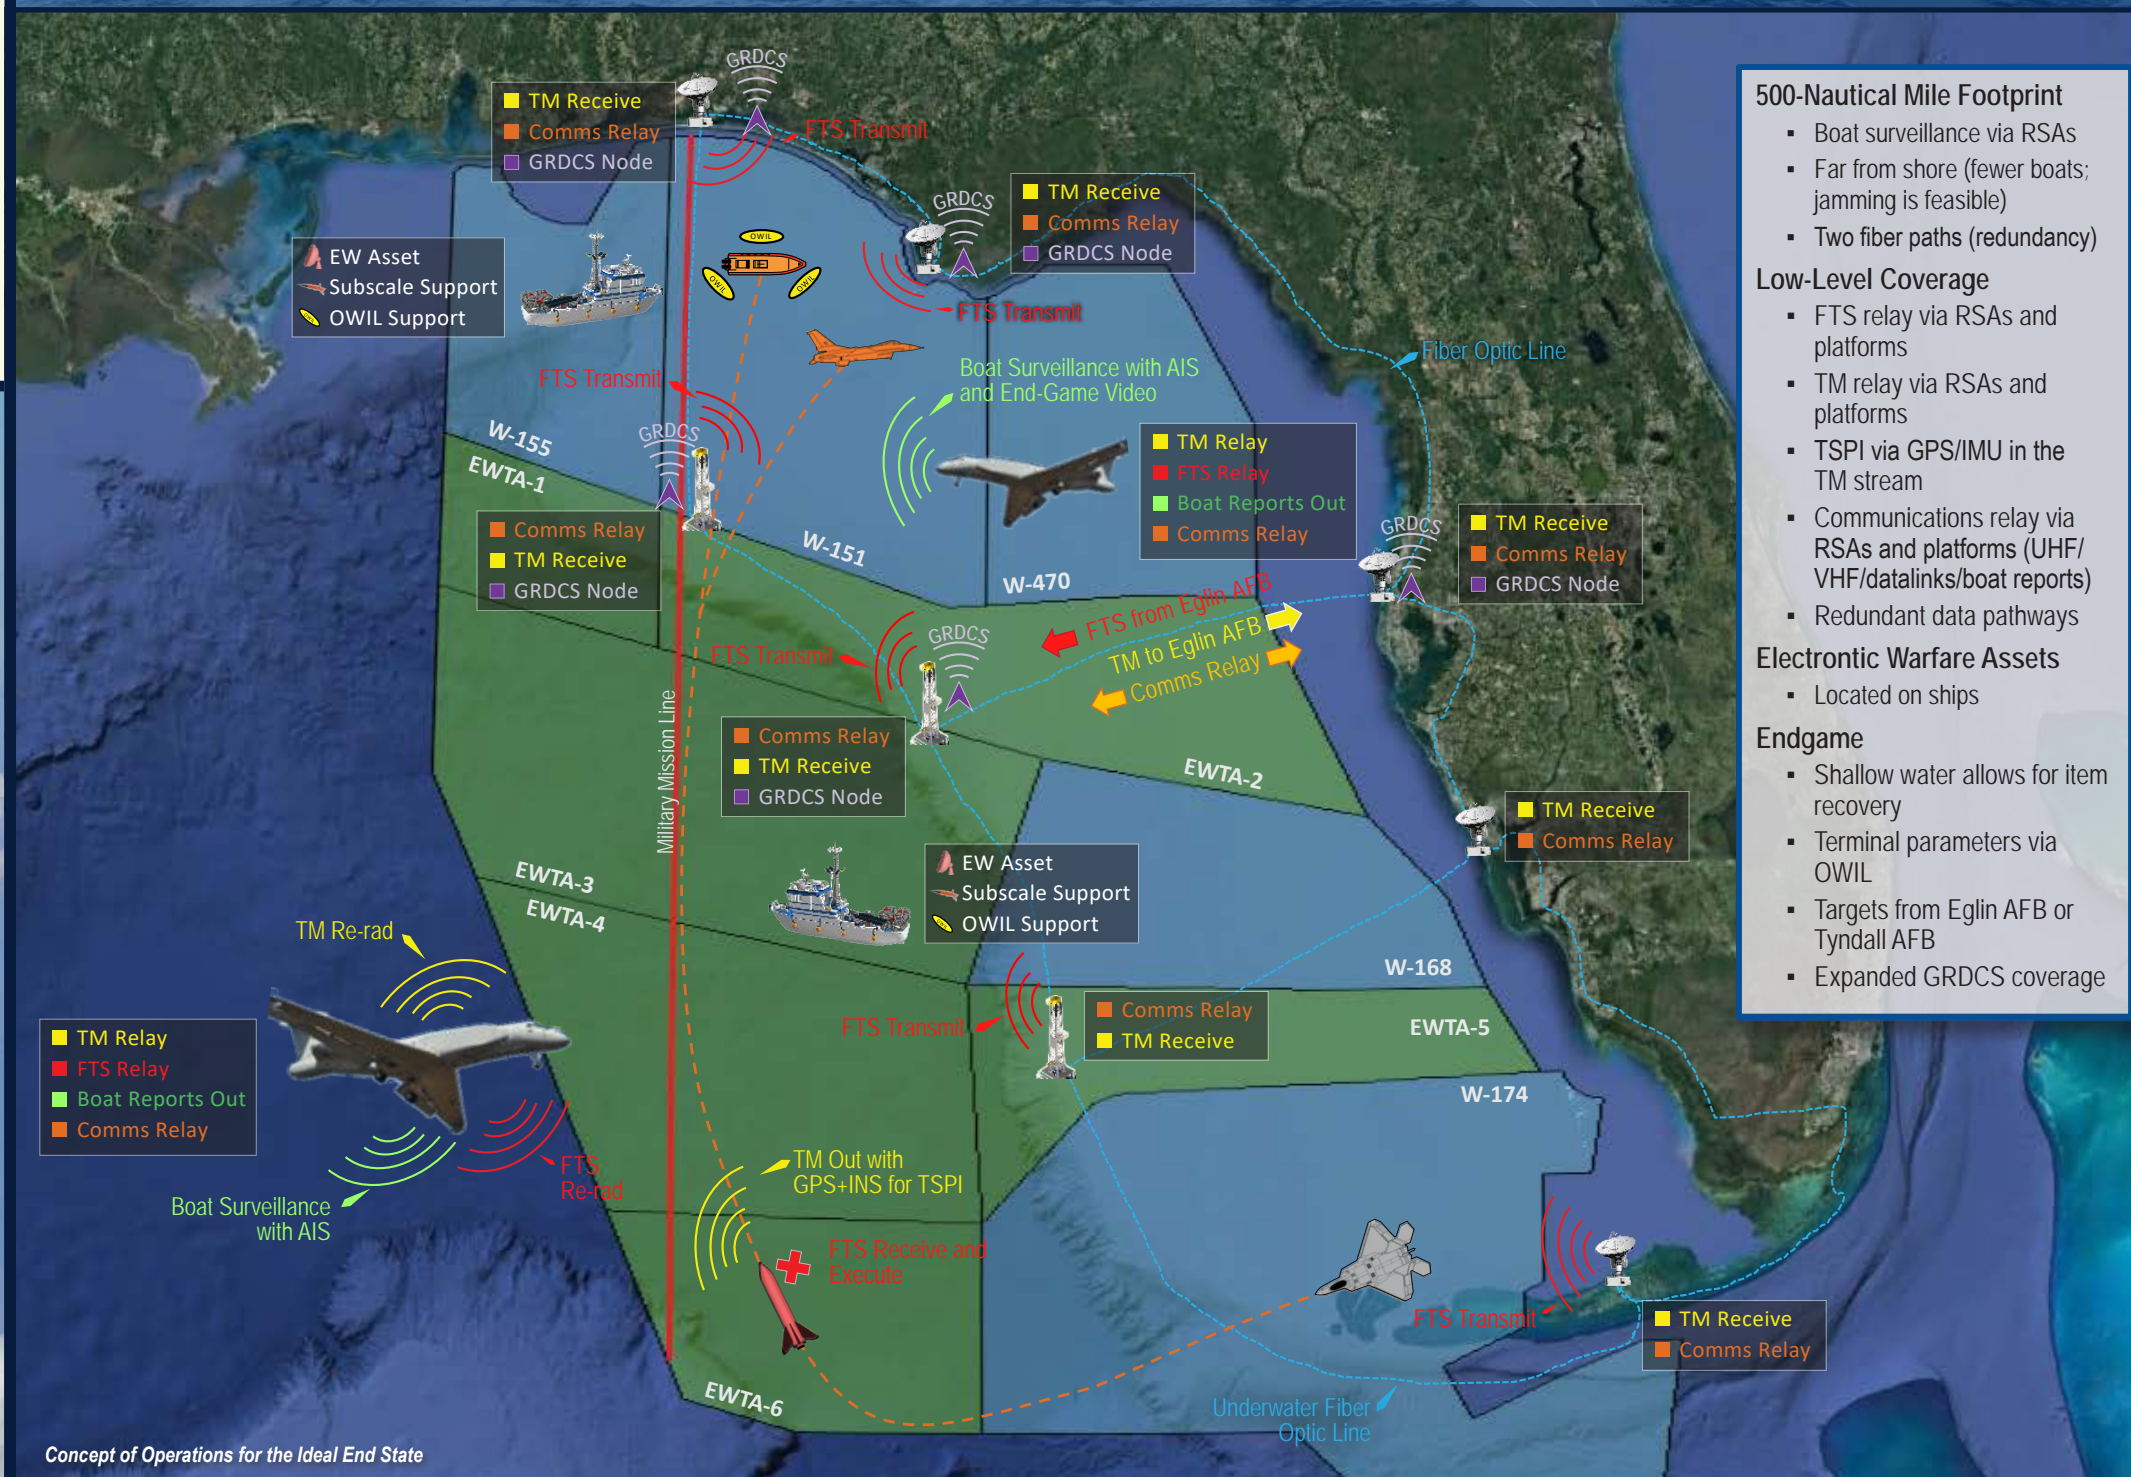 GRDCS
TM Receive
Comms Relay
GRDCS Node
FTS Transmit
GRDCS
TM Receive
Comms Relay
GRDCS Node
FTS Transmit
EW Asset
Subscale Support
OWIL Support
OWIL
OWIL
OWIL
Fiber Optic Line
FTS Transmit
Boat Surveillance with AIS
and End-Game Video
W-155
EWTA-1
GRDCS
TM Relay
FTS Relay
Boat Reports Out
Comms Relay
Comms Relay
TM Receive
GRDCS Node
W-151
W-470
GRDCS
TM Receive
Comms Relay
GRDCS Node
FTS from Eglin AFB
TM to Eglin AFB
Comms Relay
FTS Transmit
GRDCS
Military Mission Line
Comms Relay
TM Receive
GRDCS Node
EWTA-2
TM Receive
Comms Relay
EWTA-3
EWTA-4
EW Asset
Subscale Support
OWIL Support
TM Re-rad
W-168
FTS Transmit
Comms Relay
TM Receive
EWTA-5
TM Relay
FTS Relay
Boat Reports Out
Comms Relay
W-174
FTS
Re-rad
Boat Surveillance
with AIS
TM Out with
GPS+INS for TSPI
FTS Receive and
Execute
FTS Transmit
TM Receive
Comms Relay
EWTA-6
Underwater Fiber
Optic Line
Concept of Operations for the Ideal End State
500-Nautical Mile Footprint
▪ Boat surveillance via RSAs
▪ Far from shore (fewer boats;
jamming is feasible)
▪ Two fiber paths (redundancy)
Low-Level Coverage
▪ FTS relay via RSAs and
platforms
▪ TM relay via RSAs and
platforms
▪ TSPI via GPS/IMU in the
TM stream
▪ Communications relay via
RSAs and platforms (UHF/
VHF/datalinks/boat reports)
▪ Redundant data pathways
Electrontic Warfare Assets
▪ Located on ships
Endgame
▪ Shallow water allows for item
recovery
▪ Terminal parameters via
OWIL
▪ Targets from Eglin AFB or
Tyndall AFB
▪ Expanded GRDCS coverage